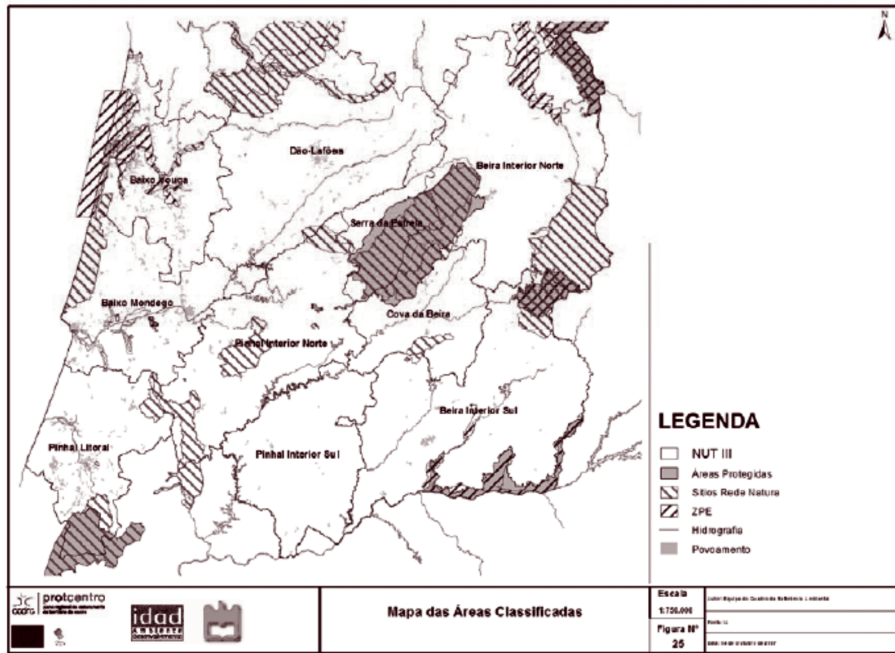 N
Dão-Lafões
Beira Interior Norte
Baixo Vouga
Serra da Estrela
Baixo Mondego
Cova da Beira
Pinhal Interior Norte
Beira Interior Sul
Pinhal Litoral
Pinhal Interior Sul
LEGENDA
NUT III
Áreas Protegidas
Sítios Rede Natura
ZPE
Hidrografia
Povoamento
protcentro
idad
Mapa das Áreas Classificadas
Escala
1:750.000
Figura Nº
25